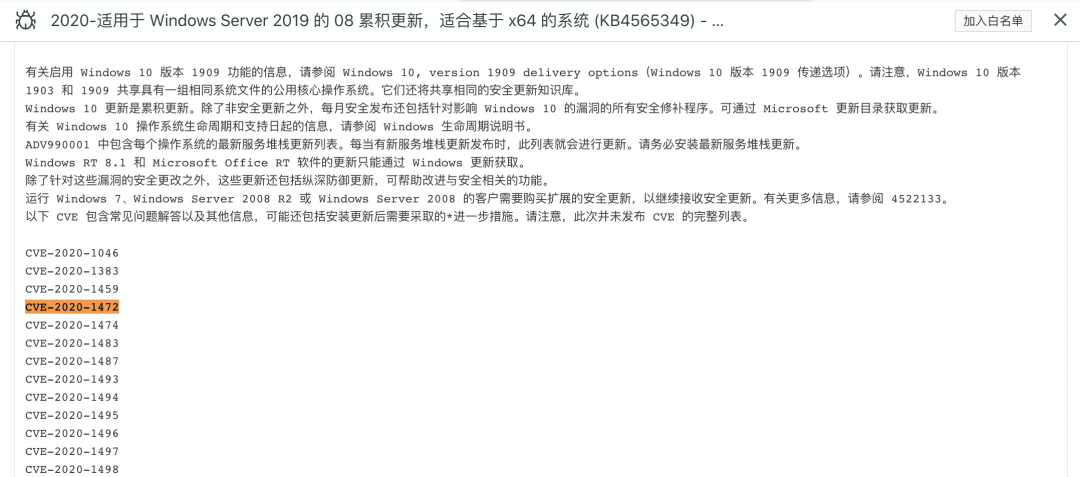 2020-适用于 Windows Server 2019 的 08 累积更新，适合基于 x64 的系统 (KB4565349) - ...
加入白名单
有关启用 Windows 10 版本 1909 功能的信息，请参阅 Windows 10, version 1909 delivery options（Windows 10 版本 1909 传递选项）。请注意，Windows 10 版本
1903 和 1909 共享具有一组相同系统文件的公用核心操作系统。它们还将共享相同的安全更新知识库。
Windows 10 更新是累积更新。除了非安全更新之外，每月安全发布还包括针对影响 Windows 10 的漏洞的所有安全修补程序。可通过 Microsoft 更新目录获取更新。
有关 Windows 10 操作系统生命周期和支持日起的信息，请参阅 Windows 生命周期说明书。
ADV990001 中包含每个操作系统的最新服务堆栈更新列表。每当有新服务堆栈更新发布时，此列表就会进行更新。请务必安装最新服务堆栈更新。
Windows RT 8.1 和 Microsoft Office RT 软件的更新只能通过 Windows 更新获取。
除了针对这些漏洞的安全更改之外，这些更新还包括纵深防御更新，可帮助改进与安全相关的功能。
运行 Windows 7、Windows Server 2008 R2 或 Windows Server 2008 的客户需要购买扩展的安全更新，以继续接收安全更新。有关更多信息，请参阅 4522133。
以下 CVE 包含常见问题解答以及其他信息，可能还包括安装更新后需要采取的*进一步措施。请注意，此次并未发布 CVE 的完整列表。
CVE-2020-1046
CVE-2020-1383
CVE-2020-1459
CVE-2020-1472
CVE-2020-1474
CVE-2020-1483
CVE-2020-1487
CVE-2020-1493
CVE-2020-1494
CVE-2020-1495
CVE-2020-1496
CVE-2020-1497
CVE-2020-1498